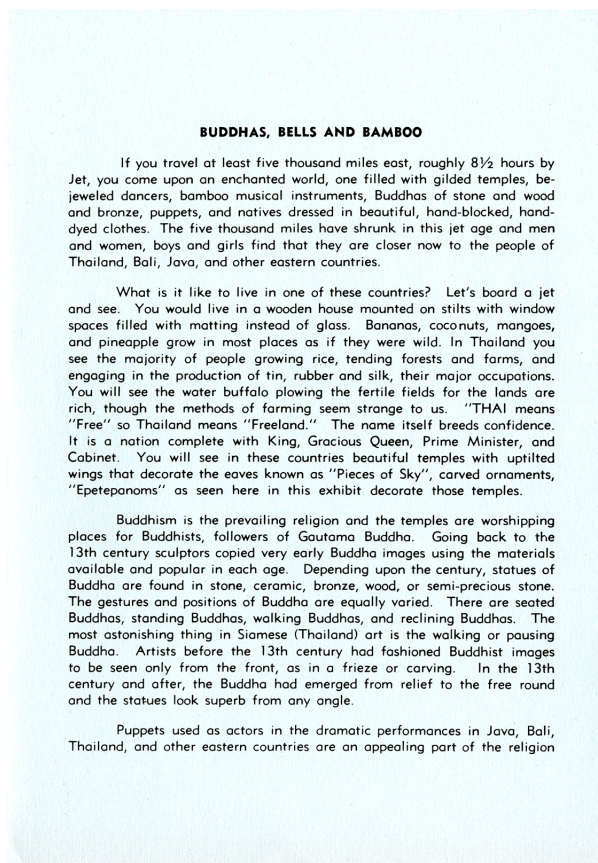 BUDDHAS, BELLS AND BAMBOO
If you travel at least five thousand miles east, roughly 8½ hours by
Jet, you come upon an enchanted world, one filled with gilded temples, be-
jeweled dancers, bamboo musical instruments, Buddhas of stone and wood
and bronze, puppets, and natives dressed in beautiful, hand-blocked, hand-
dyed clothes. The five thousand miles have shrunk in this jet age and men
and women, boys and girls find that they are closer now to the people of
Thailand, Bali, Java, and other eastern countries.
What is it like to live in one of these countries? Let's board a jet
and see. You would live in a wooden house mounted on stilts with window
spaces filled with matting instead of glass. Bananas, coconuts, mangoes,
and pineapple grow in most places as if they were wild. In Thailand you
see the majority of people growing rice, tending forests and farms, and
engaging in the production of tin, rubber and silk, their major occupations.
You will see the water buffalo plowing the fertile fields for the lands are
rich, though the methods of farming seem strange to us. "THAI means
"Free" so Thailand means "Freeland." The name itself breeds confidence.
It is a nation complete with King, Gracious Queen, Prime Minister, and
Cabinet. You will see in these countries beautiful temples with uptilted
wings that decorate the eaves known as "Pieces of Sky", carved ornaments,
"Epetepanoms" as seen here in this exhibit decorate those temples.
Buddhism is the prevailing religion and the temples are worshipping
places for Buddhists, followers of Gautama Buddha. Going back to the
13th century sculptors copied very early Buddha images using the materials
available and popular in each age. Depending upon the century, statues of
Buddha are found in stone, ceramic, bronze, wood, or semi-precious stone.
The gestures and positions of Buddha are equally varied. There are seated
Buddhas, standing Buddhas, walking Buddhas, and reclining Buddhas. The
most astonishing thing in Siamese (Thailand) art is the walking or pausing
Buddha. Artists before the 13th century had fashioned Buddhist images
to be seen only from the front, as in a frieze or carving. In the 13th
century and after, the Buddha had emerged from relief to the free round
and the statues look superb from any angle.
Puppets used as actors in the dramatic performances in Java, Bali,
Thailand, and other eastern countries are an appealing part of the religion